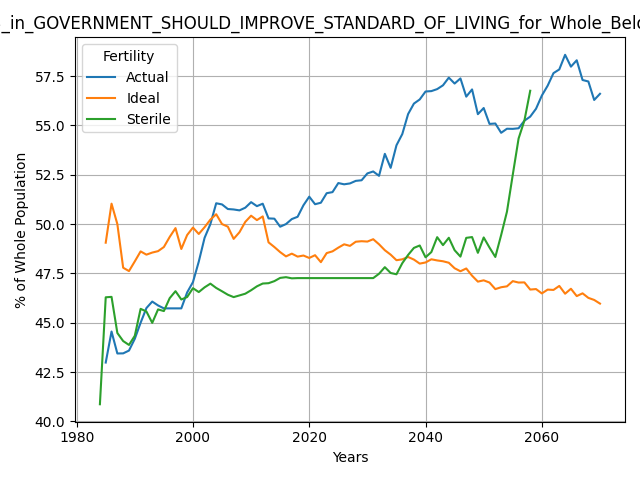 _in_GOVERNMENT_SHOULD_IMPROVE_STANDARD_OF_LIVING_for_Whole_Belo
Fertility
Actual
Ideal
Sterile
% of Whole Population
57.5
55.0
52.5
50.0
47.5
45.0
42.5
40.0
1980 2000 2020 2040 2060
Years